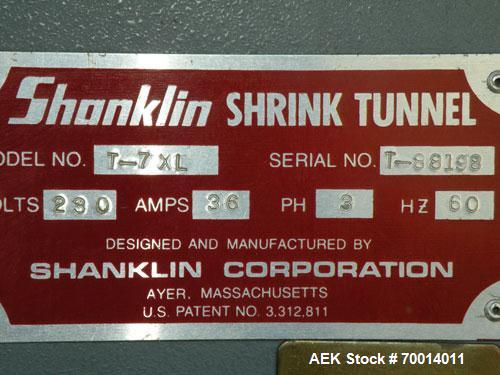 Shanklin SHRINK TUNNEL
ODEL NO. T-7XL SERIAL NO. T-88198
OLTS 230 AMPS 36 PH 3 HZ 60
DESIGNED AND MANUFACTURED BY
SHANKLIN CORPORATION
AYER, MASSACHUSETTS
U.S. PATENT NO. 3,312,811
AEK Stock # 70014011